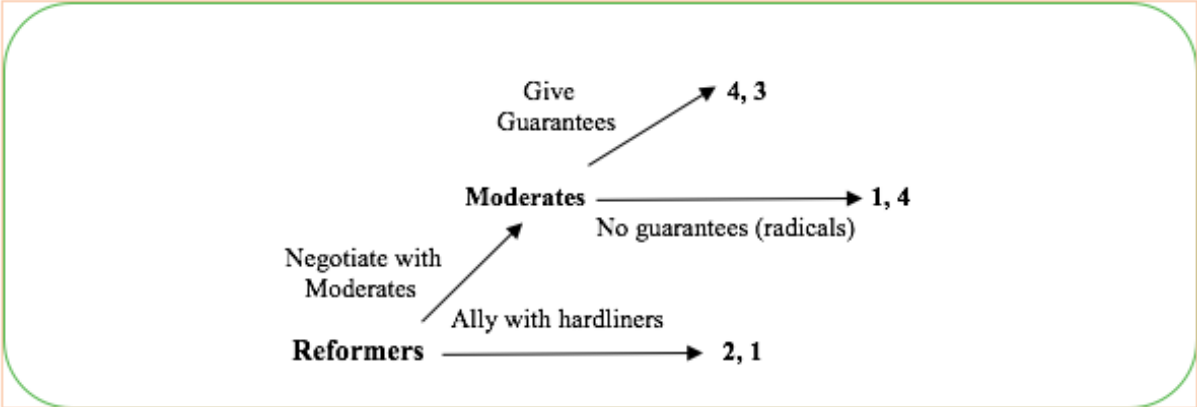 Give
Guarantees
4, 3
Moderates
1, 4
No guarantees (radicals)
Negotiate with
Moderates
Ally with hardliners
Reformers
2, 1